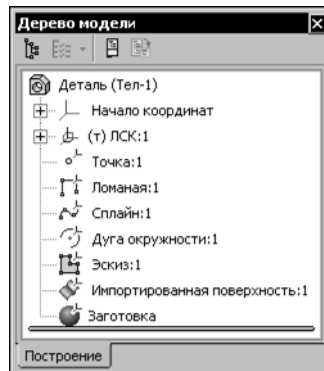 Дерево модели
Деталь (Тел-1)
Начало координат
(т) ЛСК:1
Точка:1
Ломаная:1
Сплайн:1
Дуга окружности:1
Эскиз:1
Импортированная поверхность:1
Заготовка
Построение